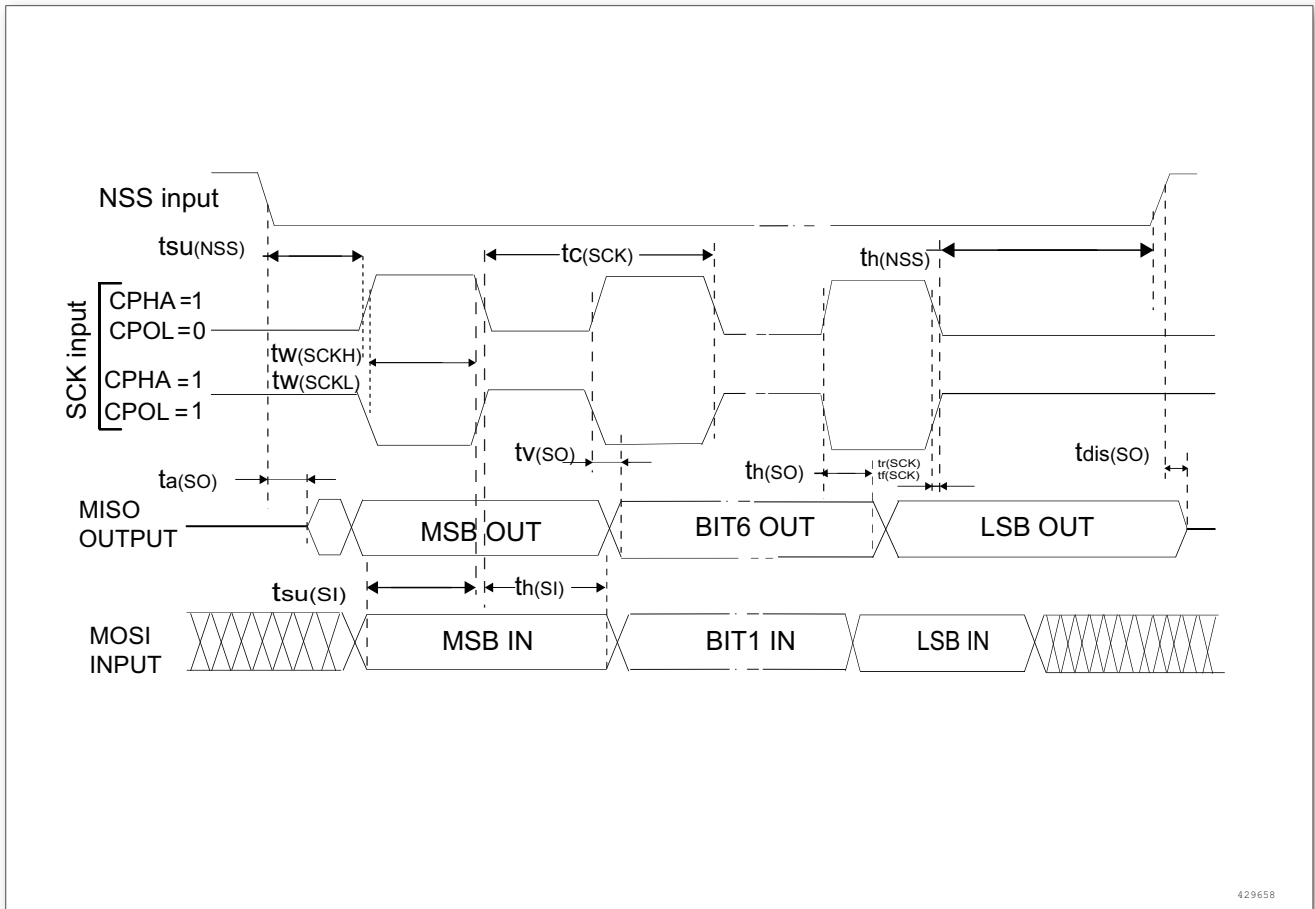 NSS input
tsu(NSS)
tc(SCK)
th(NSS)
SCK input
CPHA =1
CPOL=0
tw(SCKH)
CPHA =1
tw(SCKL)
CPOL = 1
tv(SO)
ta(SO)
th(SO)
tr(SCK)
tf(SCK)
tdis(SO)
MISO
OUTPUT
MSB OUT
BIT6 OUT
LSB OUT
tsu(SI)
th(SI)
MOSI
INPUT
MSB IN
BIT1 IN
LSB IN
429658